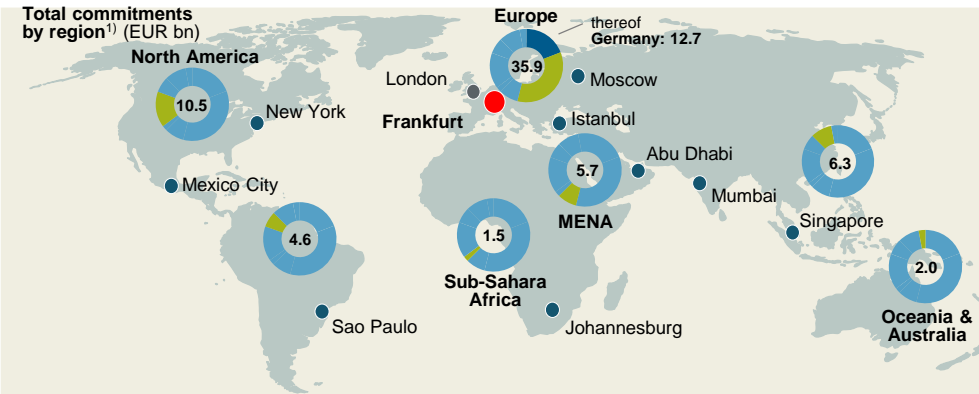 Total commitments
by region1) (EUR bn)
North America
10.5
New York
Mexico City
4.6
Sao Paulo
Europe
35.9
thereof
Germany: 12.7
London
Moscow
Frankfurt
Istanbul
5.7
MENA
Abu Dhabi
1.5
Sub-Sahara
Africa
Johannesburg
6.3
Mumbai
Singapore
2.0
Oceania &
Australia